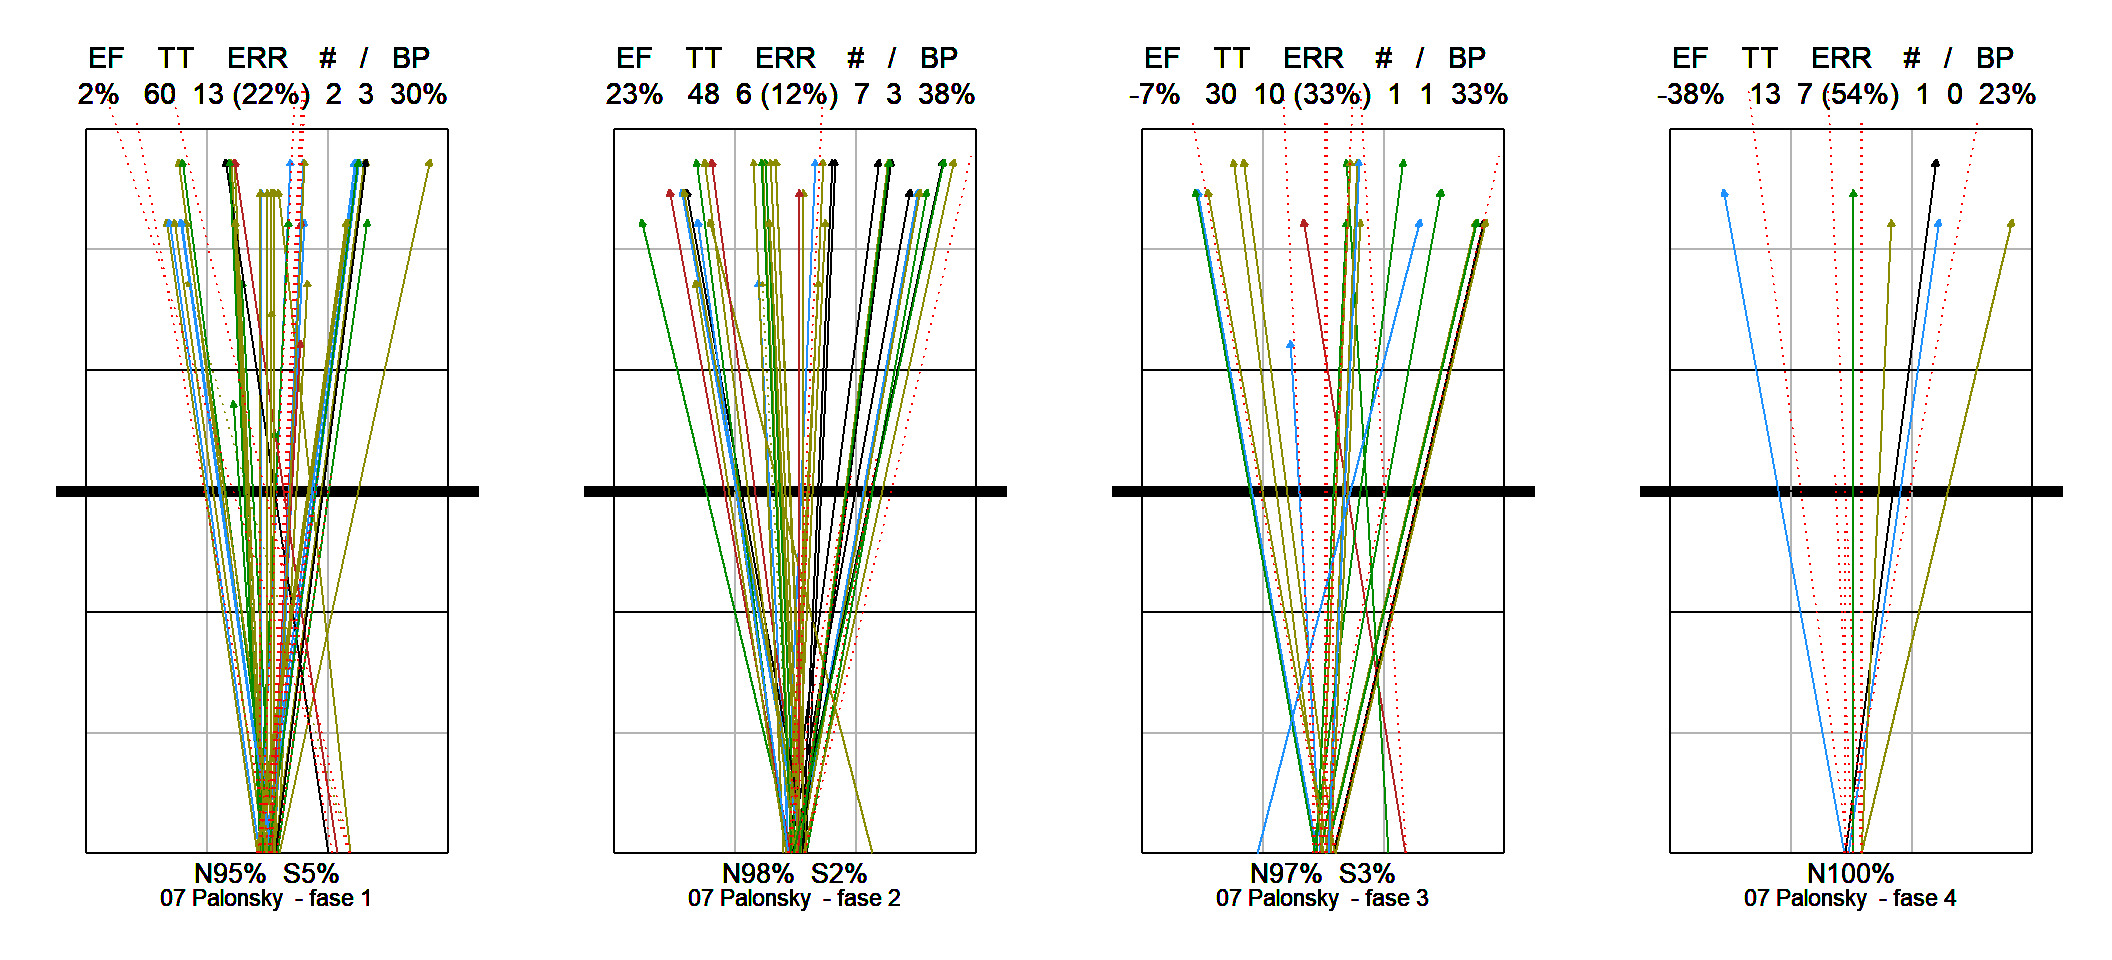 EF TT ERR # / BP
2% 60 13 (22%) 2 3 30%
N95% S5%
07 Palonsky - fase 1
EF TT ERR # / BP
23% 48 6 (12%) 7 3 38%
N98% S2%
07 Palonsky - fase 2
EF TT ERR # / BP
-7% 30 10 (33%) 1 1 33%
N97% S3%
07 Palonsky - fase 3
EF TT ERR # / BP
-38% 13 7 (54%) 1 0 23%
N100%
07 Palonsky - fase 4